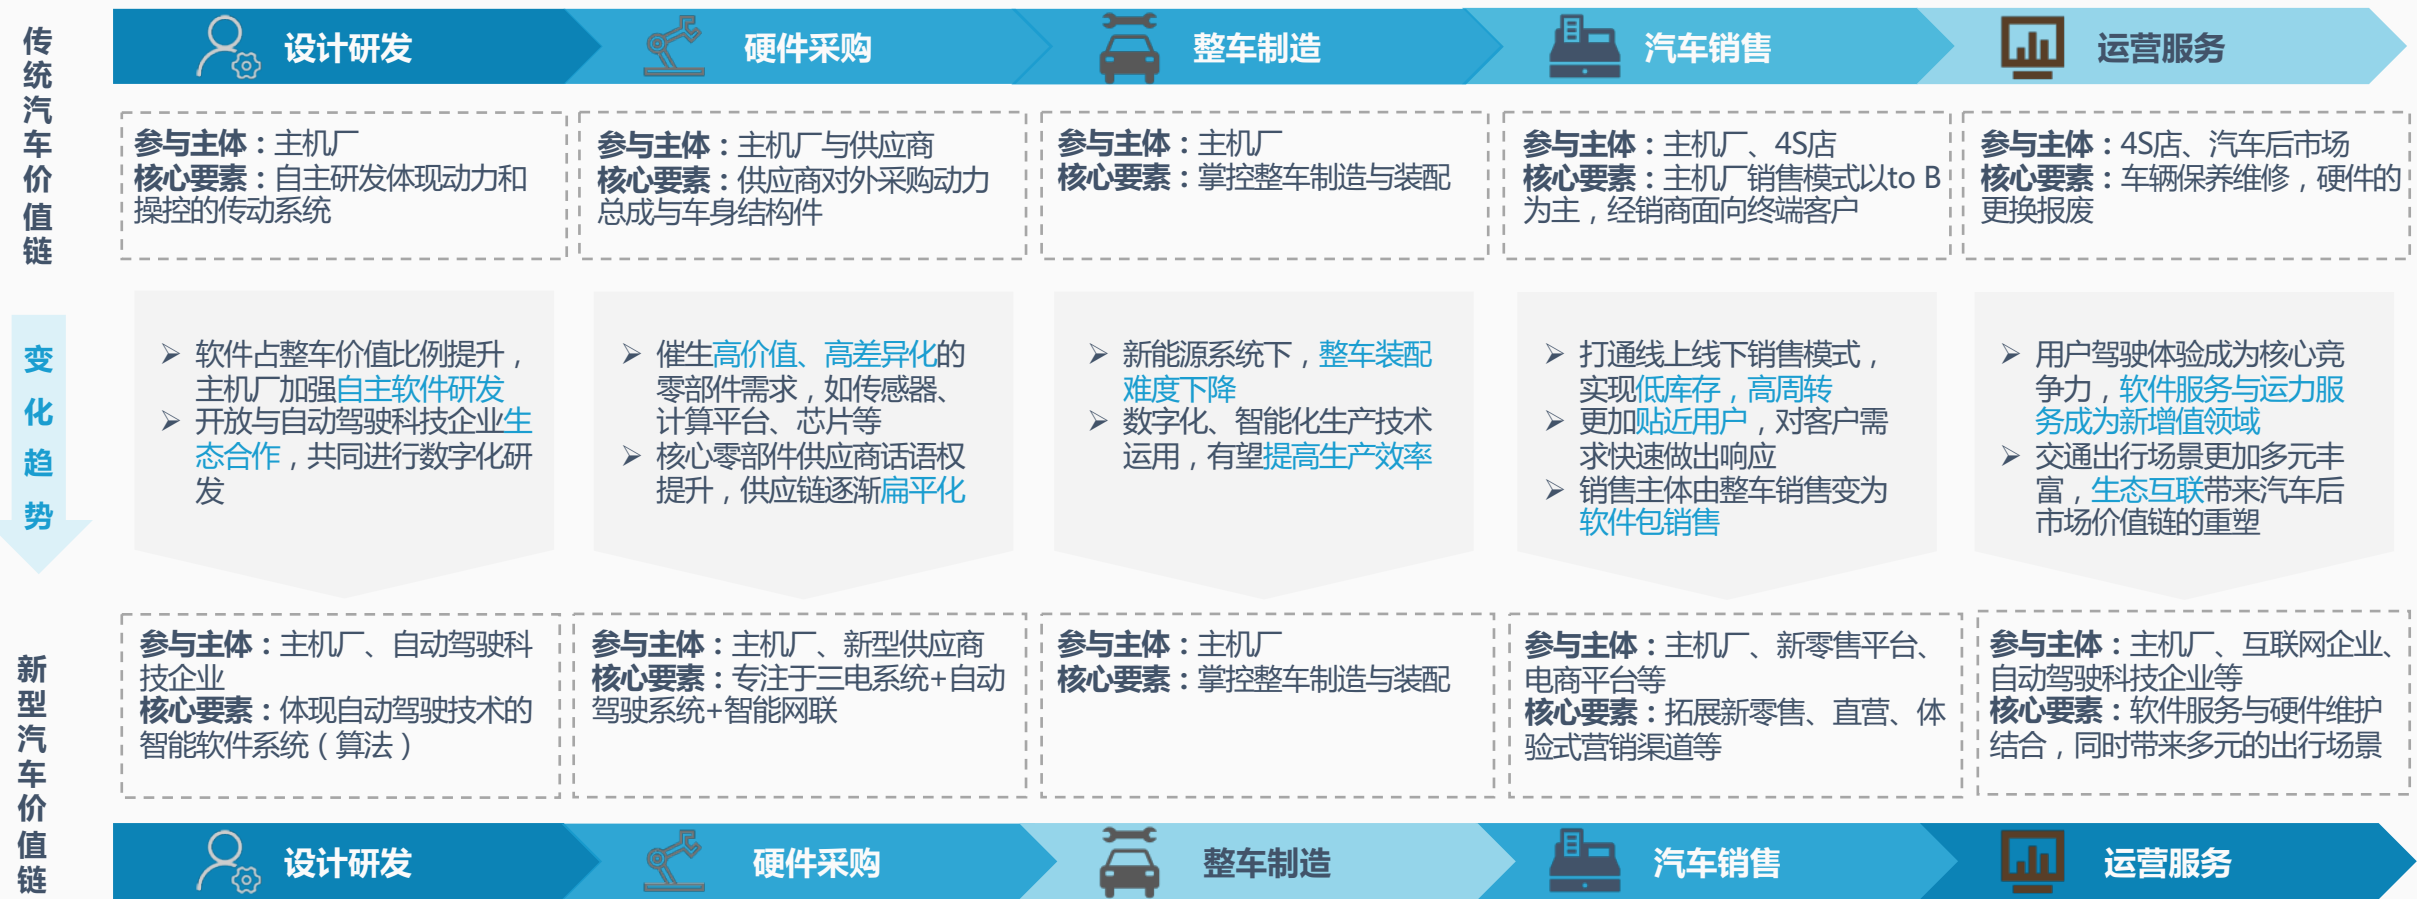 传统汽车价值链
设计研发
硬件采购
整车制造
汽车销售
运营服务
参与主体：主机厂
核心要素：自主研发体现动力和
操控的传动系统
参与主体：主机厂与供应商
核心要素：供应商对外采购动力
总成与车身结构件
参与主体：主机厂
核心要素：掌控整车制造与装配
参与主体：主机厂、4S店
核心要素：主机厂销售模式以to B
为主，经销商面向终端客户
参与主体：4S店、汽车后市场
核心要素：车辆保养维修，硬件的
更换报废
变化趋势
➢ 软件占整车价值比例提升，
主机厂加强自主软件研发
➢ 开放与自动驾驶科技企业生
态合作，共同进行数字化研
发
➢ 催生高价值、高差异化的
零部件需求，如传感器、
计算平台、芯片等
➢ 核心零部件供应商话语权
提升，供应链逐渐扁平化
➢ 新能源系统下，整车装配
难度下降
➢ 数字化、智能化生产技术
运用，有望提高生产效率
➢ 打通线上线下销售模式，
实现低库存，高周转
➢ 更加贴近用户，对客户需
求快速做出响应
➢ 销售主体由整车销售变为
软件包销售
➢ 用户驾驶体验成为核心竞
争力，软件服务与运力服
务成为新增值领域
➢ 交通出行场景更加多元丰
富，生态互联带来汽车后
市场价值链的重塑
新型汽车价值链
参与主体：主机厂、自动驾驶科
技企业
核心要素：体现自动驾驶技术的
智能软件系统（算法）
参与主体：主机厂、新型供应商
核心要素：专注于三电系统+自动
驾驶系统+智能网联
参与主体：主机厂
核心要素：掌控整车制造与装配
参与主体：主机厂、新零售平台、
电商平台等
核心要素：拓展新零售、直营、体
验式营销渠道等
参与主体：主机厂、互联网企业、
自动驾驶科技企业等
核心要素：软件服务与硬件维护
结合，同时带来多元的出行场景
设计研发
硬件采购
整车制造
汽车销售
运营服务